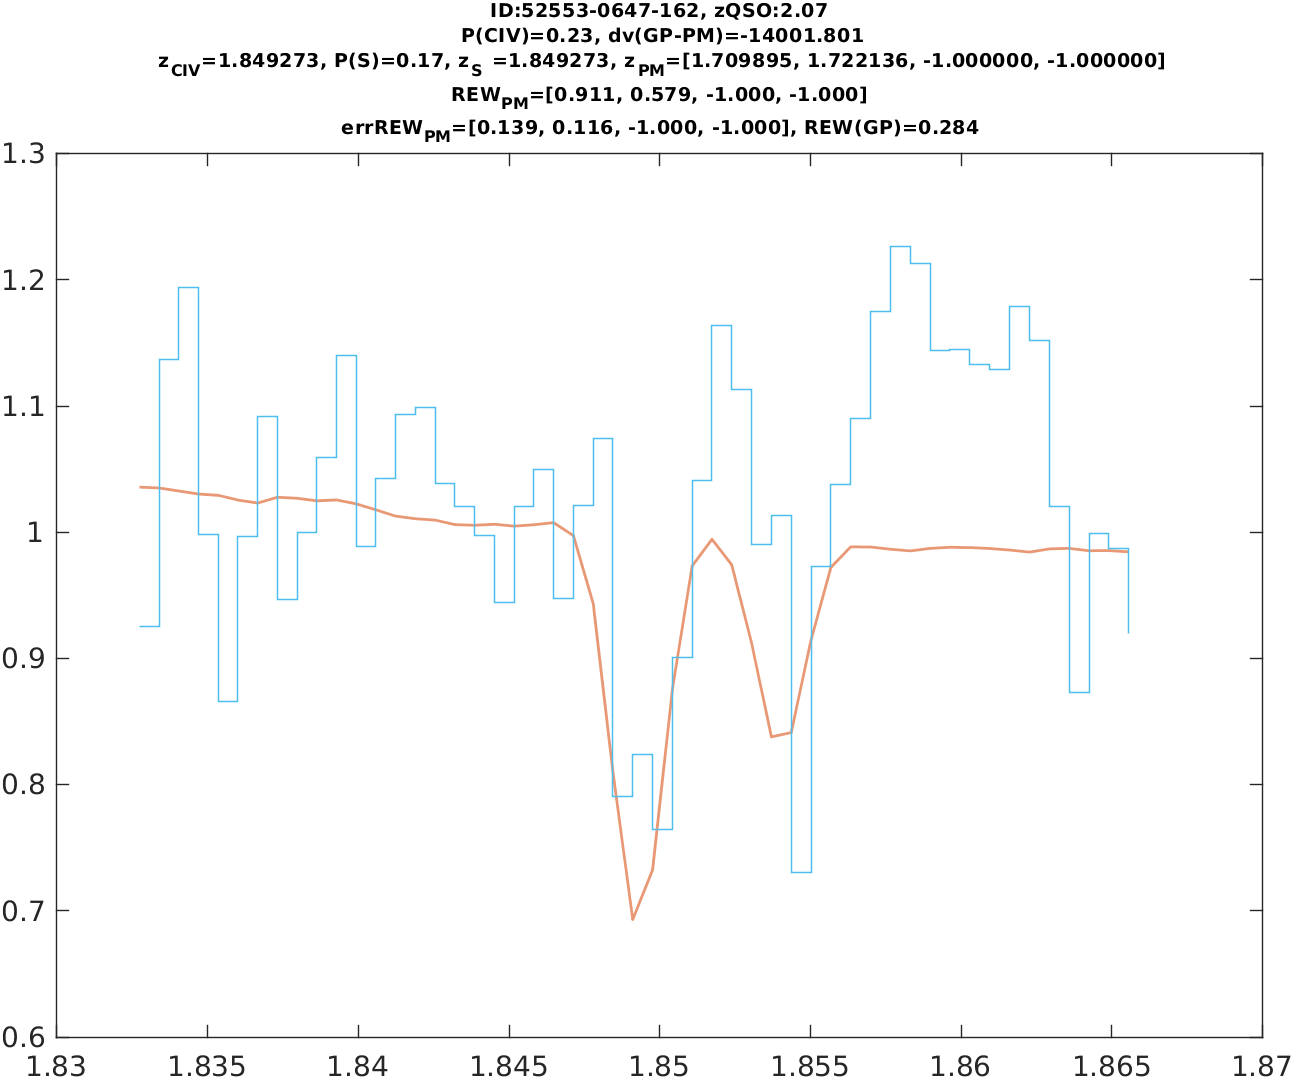 ID:52553-0647-162, zQSO:2.07
P(CIV)=0.23, dv(GP-PM)=-14001.801
zCIV=1.849273, P(S)=0.17, zS =1.849273, zPM=[1.709895, 1.722136, -1.000000, -1.000000]
REWPM=[0.911, 0.579, -1.000, -1.000]
errREWPM=[0.139, 0.116, -1.000, -1.000], REW(GP)=0.284
1.3
1.2
1.1
1
0.9
0.8
0.7
0.6
1.83 1.835 1.84 1.845 1.85 1.855 1.86 1.865 1.87